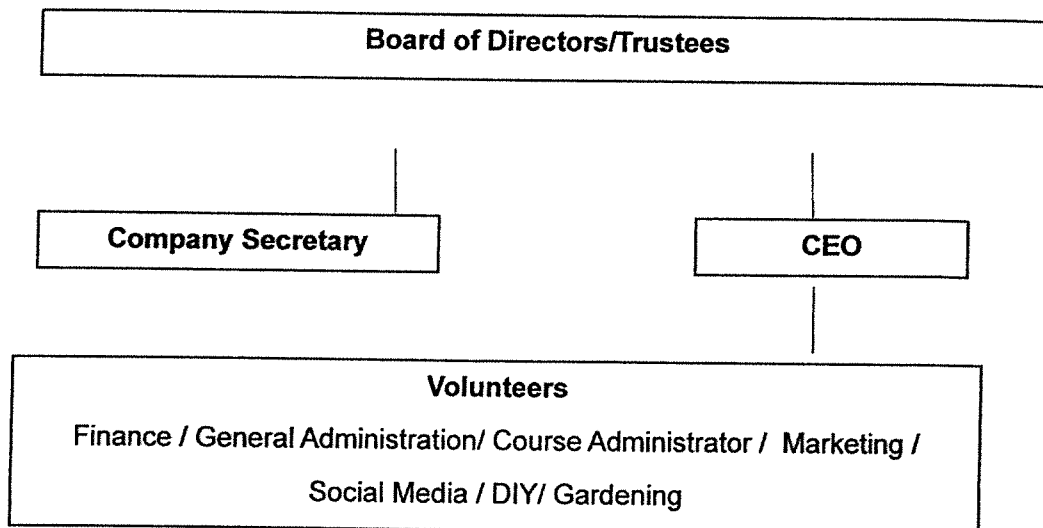 Board of Directors/Trustees
Company Secretary
CEO
Volunteers
Finance / General Administration/ Course Administrator / Marketing /
Social Media / DIY/ Gardening